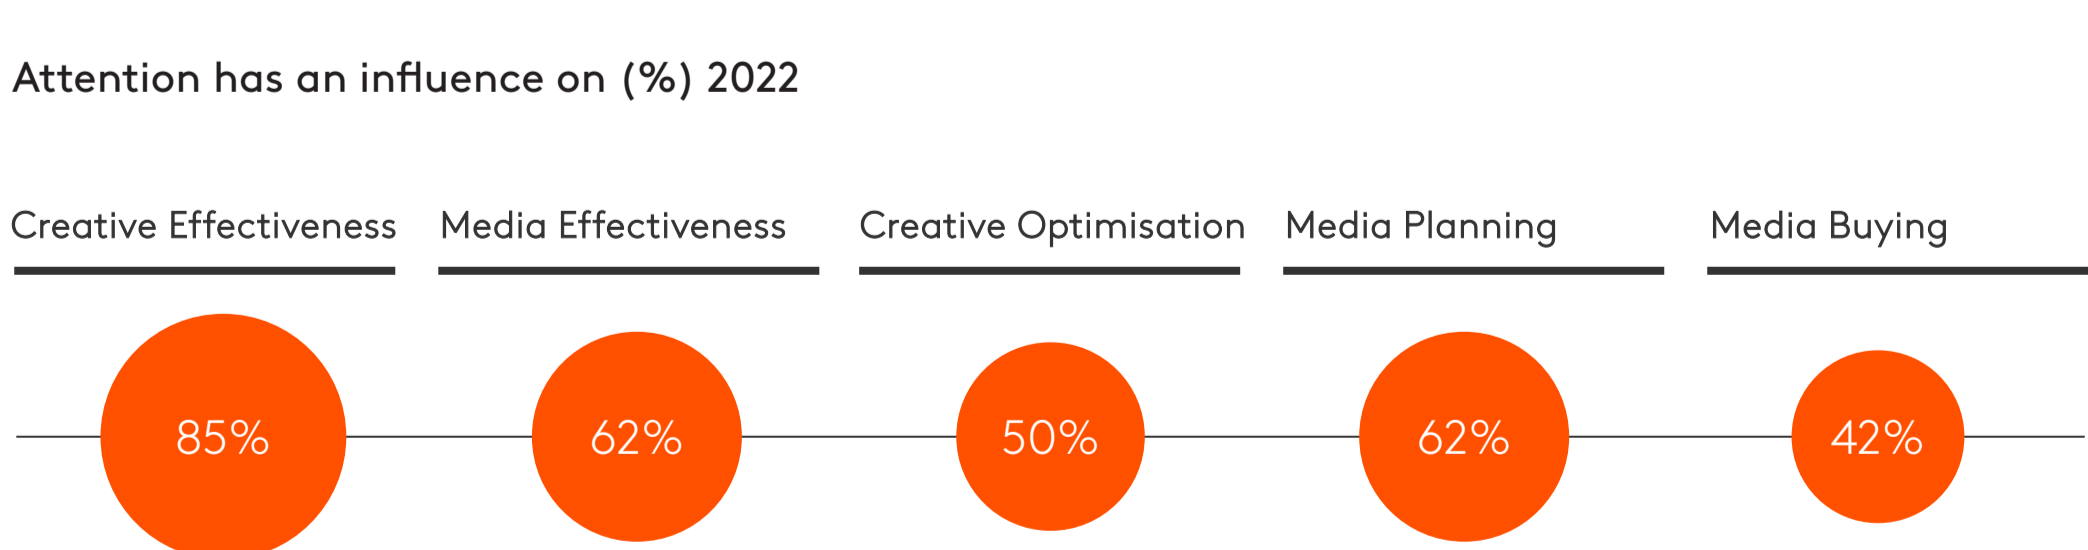 Attention has an influence on (%) 2022
Creative Effectiveness Media Effectiveness Creative Optimisation Media Planning Media Buying
85% 62% 50% 62% 42%